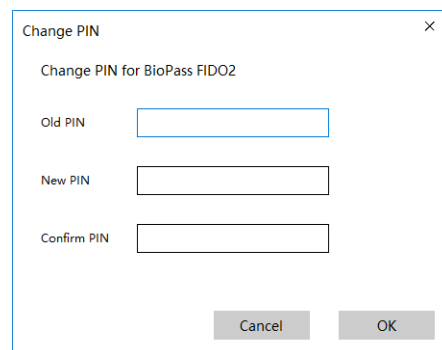 Change PIN
Change PIN for BioPass FIDO2
Old PIN
New PIN
Confirm PIN
Cancel OK